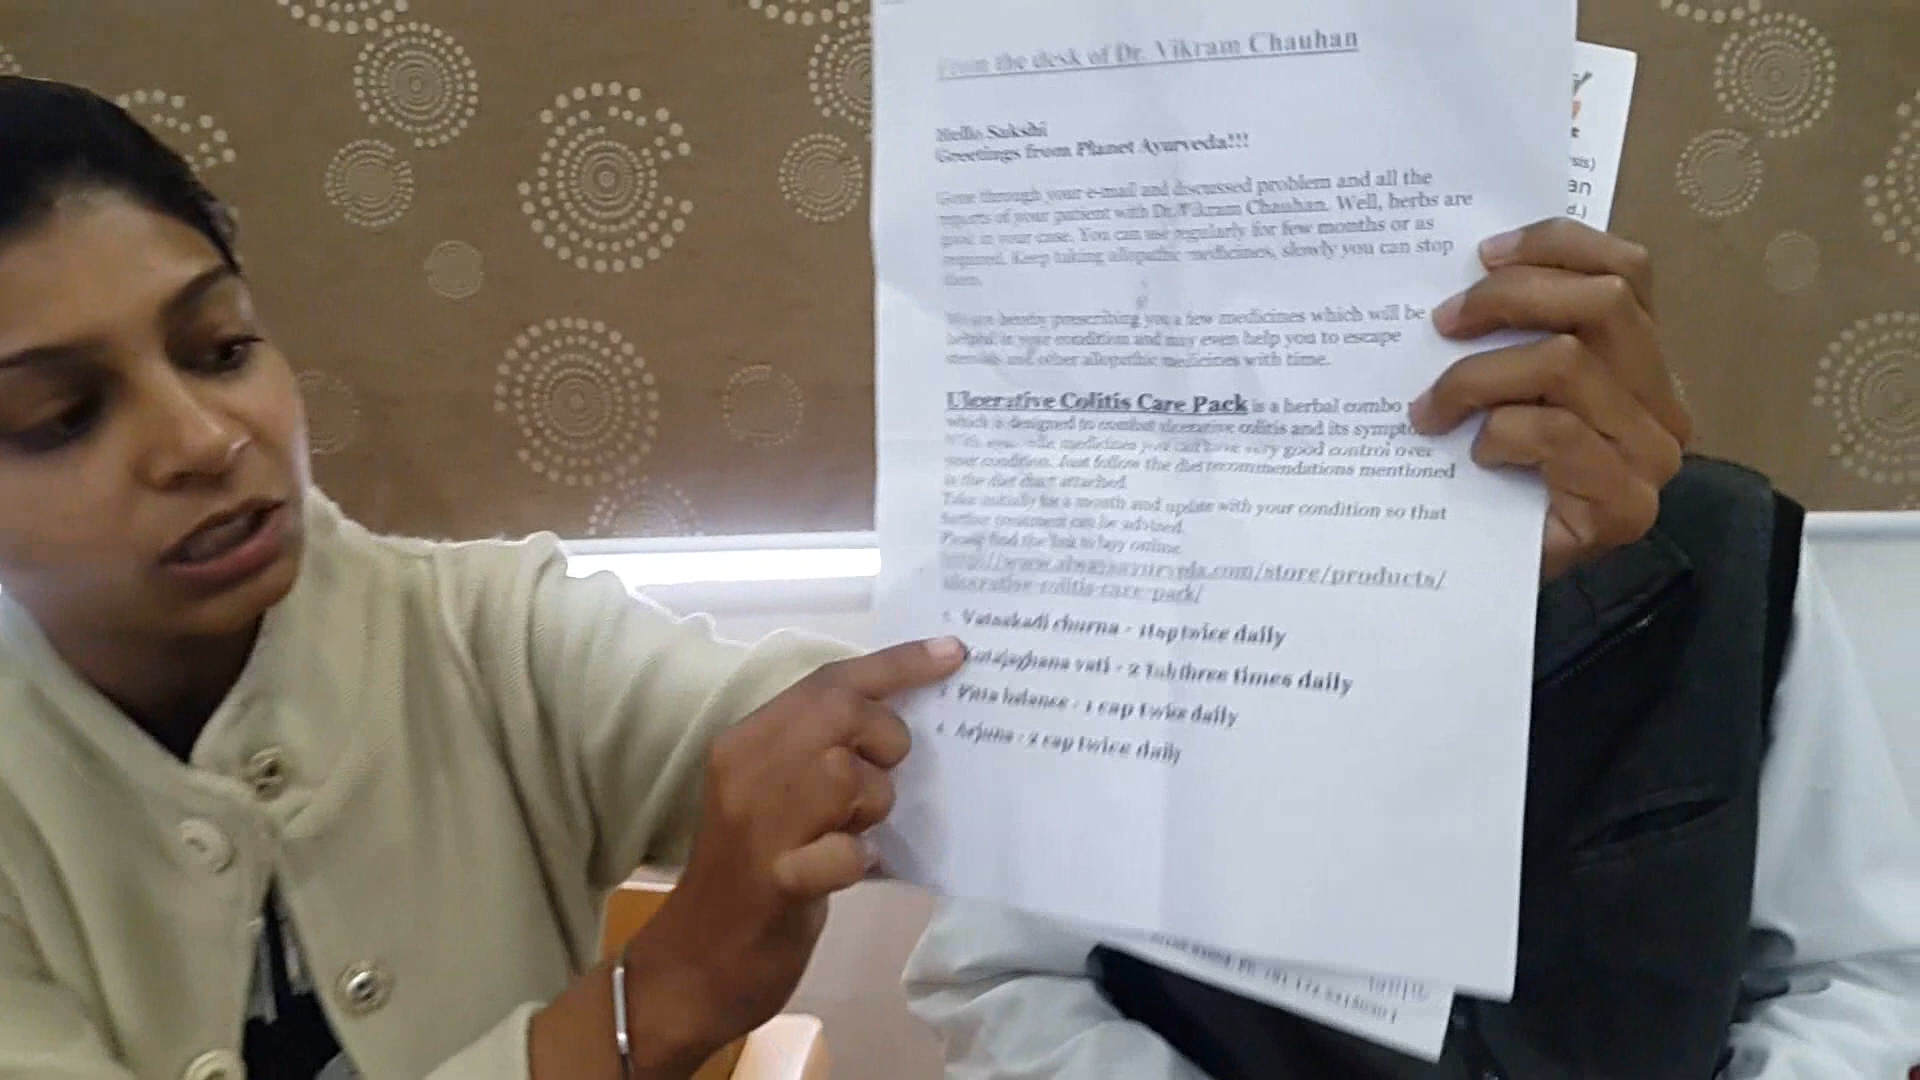 From the desk of Dr. Vikram Chauhan
Hello Sakshi
Greetings from Planet Ayurveda!!!
Gone through your e-mail and discussed problem and all the
reports of your patient with Dr. Vikram Chauhan. Well, herbs are
good in your case. You can use regularly for few months or as
required. Keep taking allopathic medicines, slowly you can stop
them.
We are hereby prescribing you a few medicines which will be
helpful in your condition and may even help you to escape
steroids and other allopathic medicines with time.
Ulcerative Colitis Care Pack is a herbal combo
which is designed to combat ulcerative colitis and its sympto
With medicines you can have very good control over
your condition. Just follow the diet recommendations mentioned
in the diet chart attached.
Take initially for a month and update with your condition so that
further treatment can be advised.
Please find the link to buy online.
.com/store/products/
ulcerative-colitis-care-pack/
1. Vatsakadi churna - 1tsp twice daily
Kutajghana vati - 2 Tab three times daily
3. Pitta balance - 1 cap twice daily
4. Arjuna - 2 cap twice daily
sis)
an
d.)